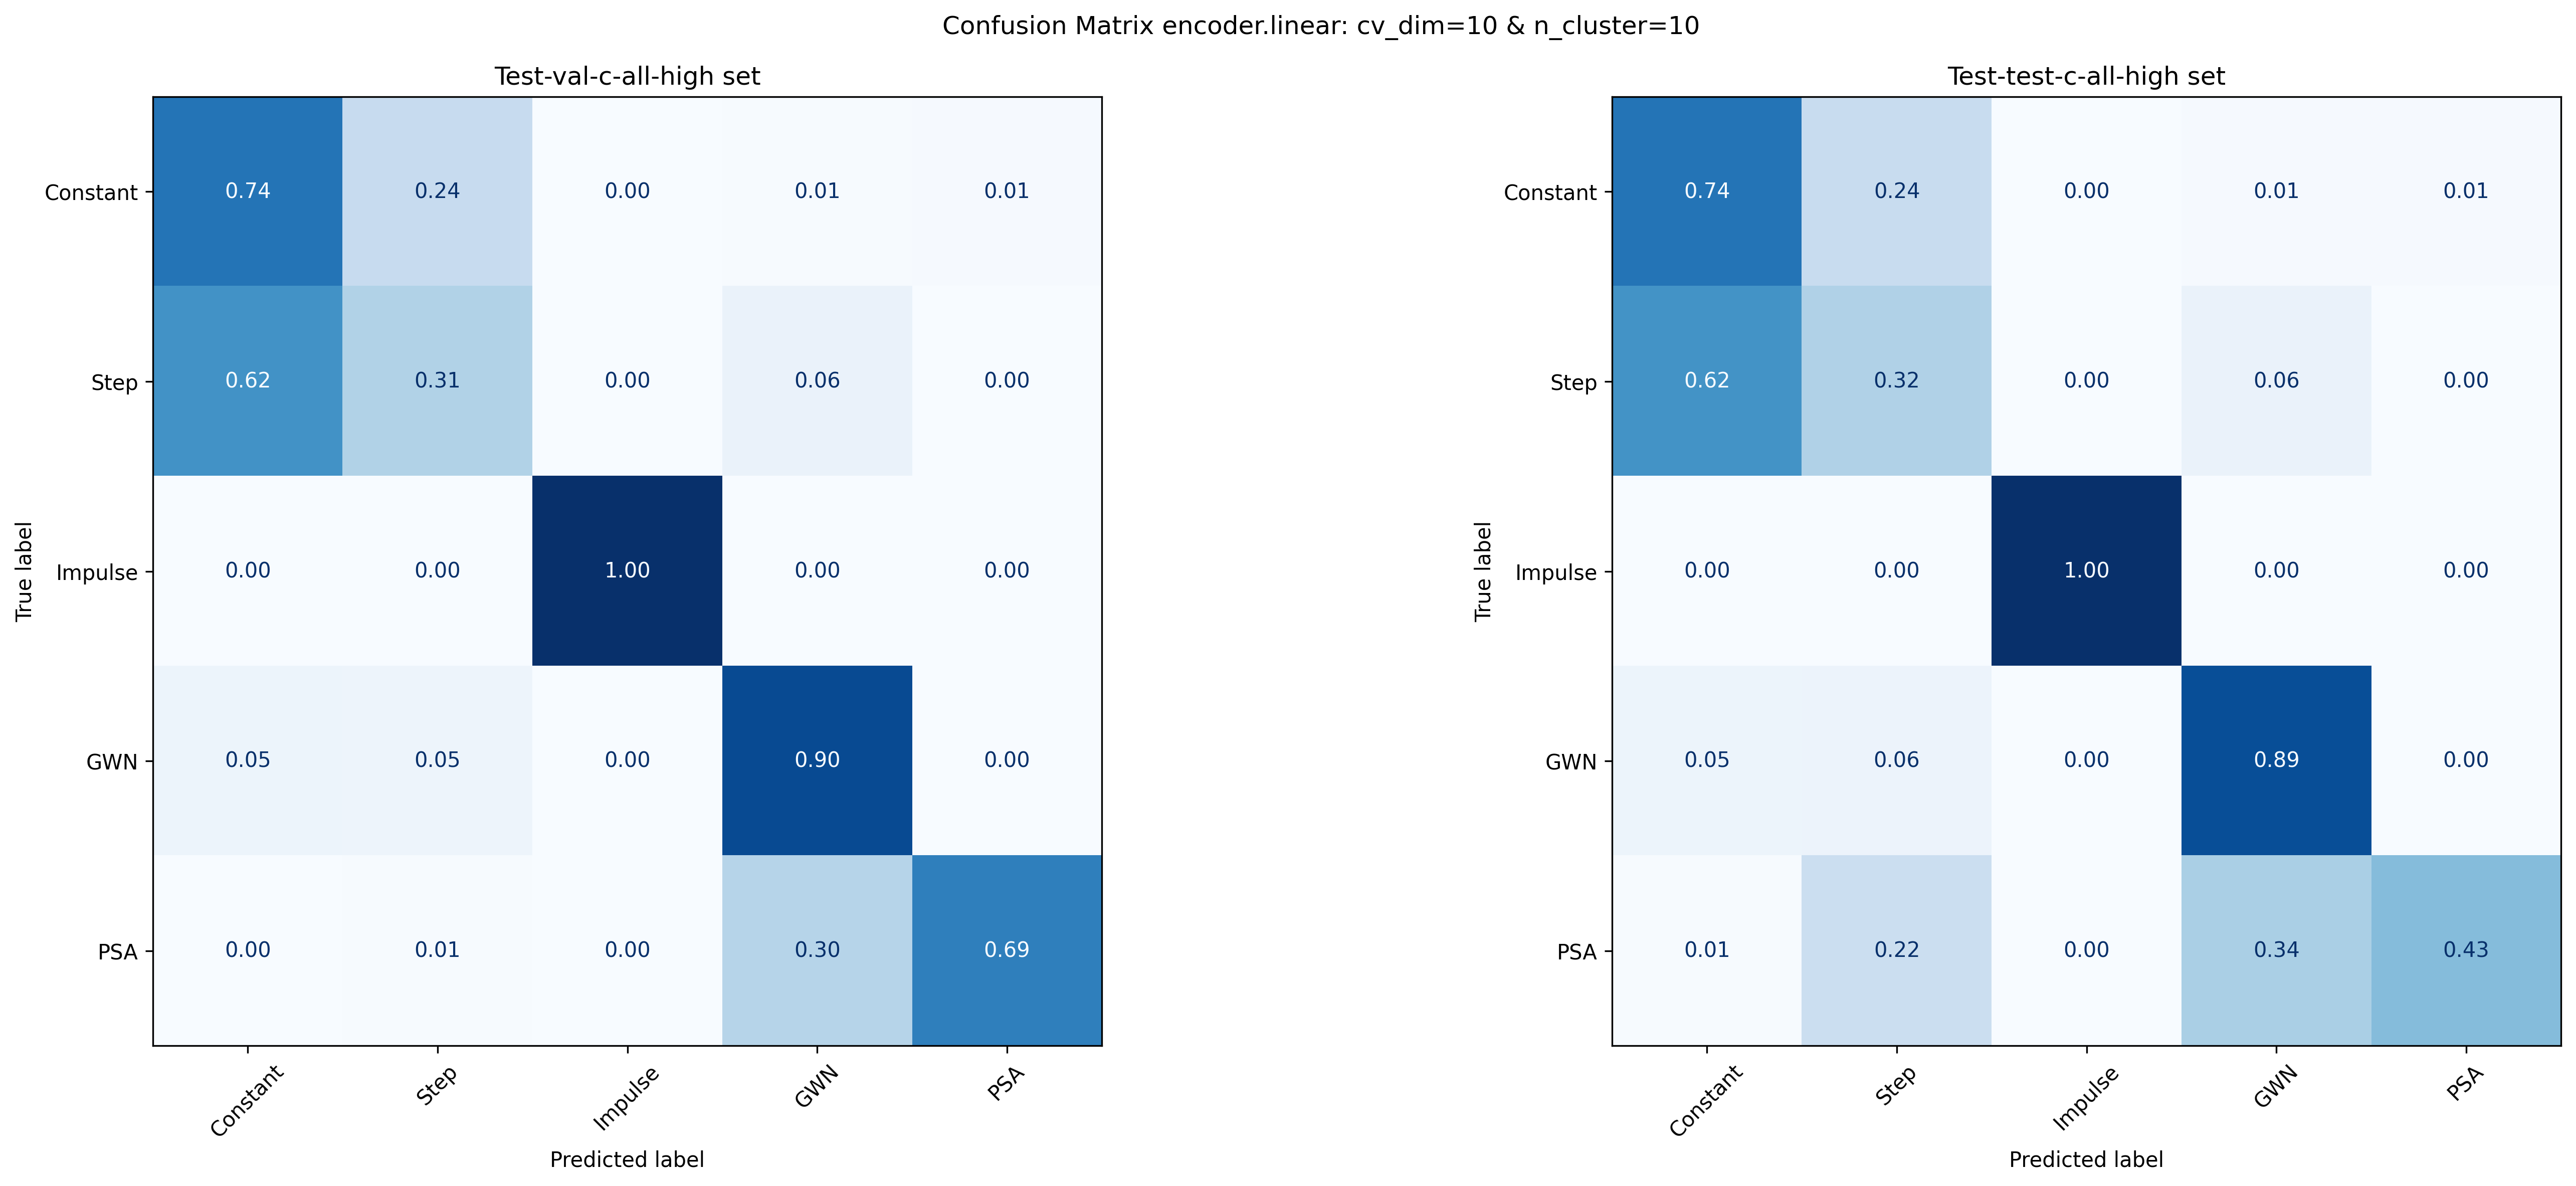 Confusion Matrix encoder.linear: cv_dim=10 & n_cluster=10
Test-val-c-all-high set
True label
Constant 0.74 0.24 0.00 0.01 0.01
Step 0.62 0.31 0.00 0.06 0.00
Impulse 0.00 0.00 1.00 0.00 0.00
GWN 0.05 0.05 0.00 0.90 0.00
PSA 0.00 0.01 0.00 0.30 0.69
Constant Step Impulse GWN PSA
Predicted label
Test-test-c-all-high set
True label
Constant 0.74 0.24 0.00 0.01 0.01
Step 0.62 0.32 0.00 0.06 0.00
Impulse 0.00 0.00 1.00 0.00 0.00
GWN 0.05 0.06 0.00 0.89 0.00
PSA 0.01 0.22 0.00 0.34 0.43
Constant Step Impulse GWN PSA
Predicted label